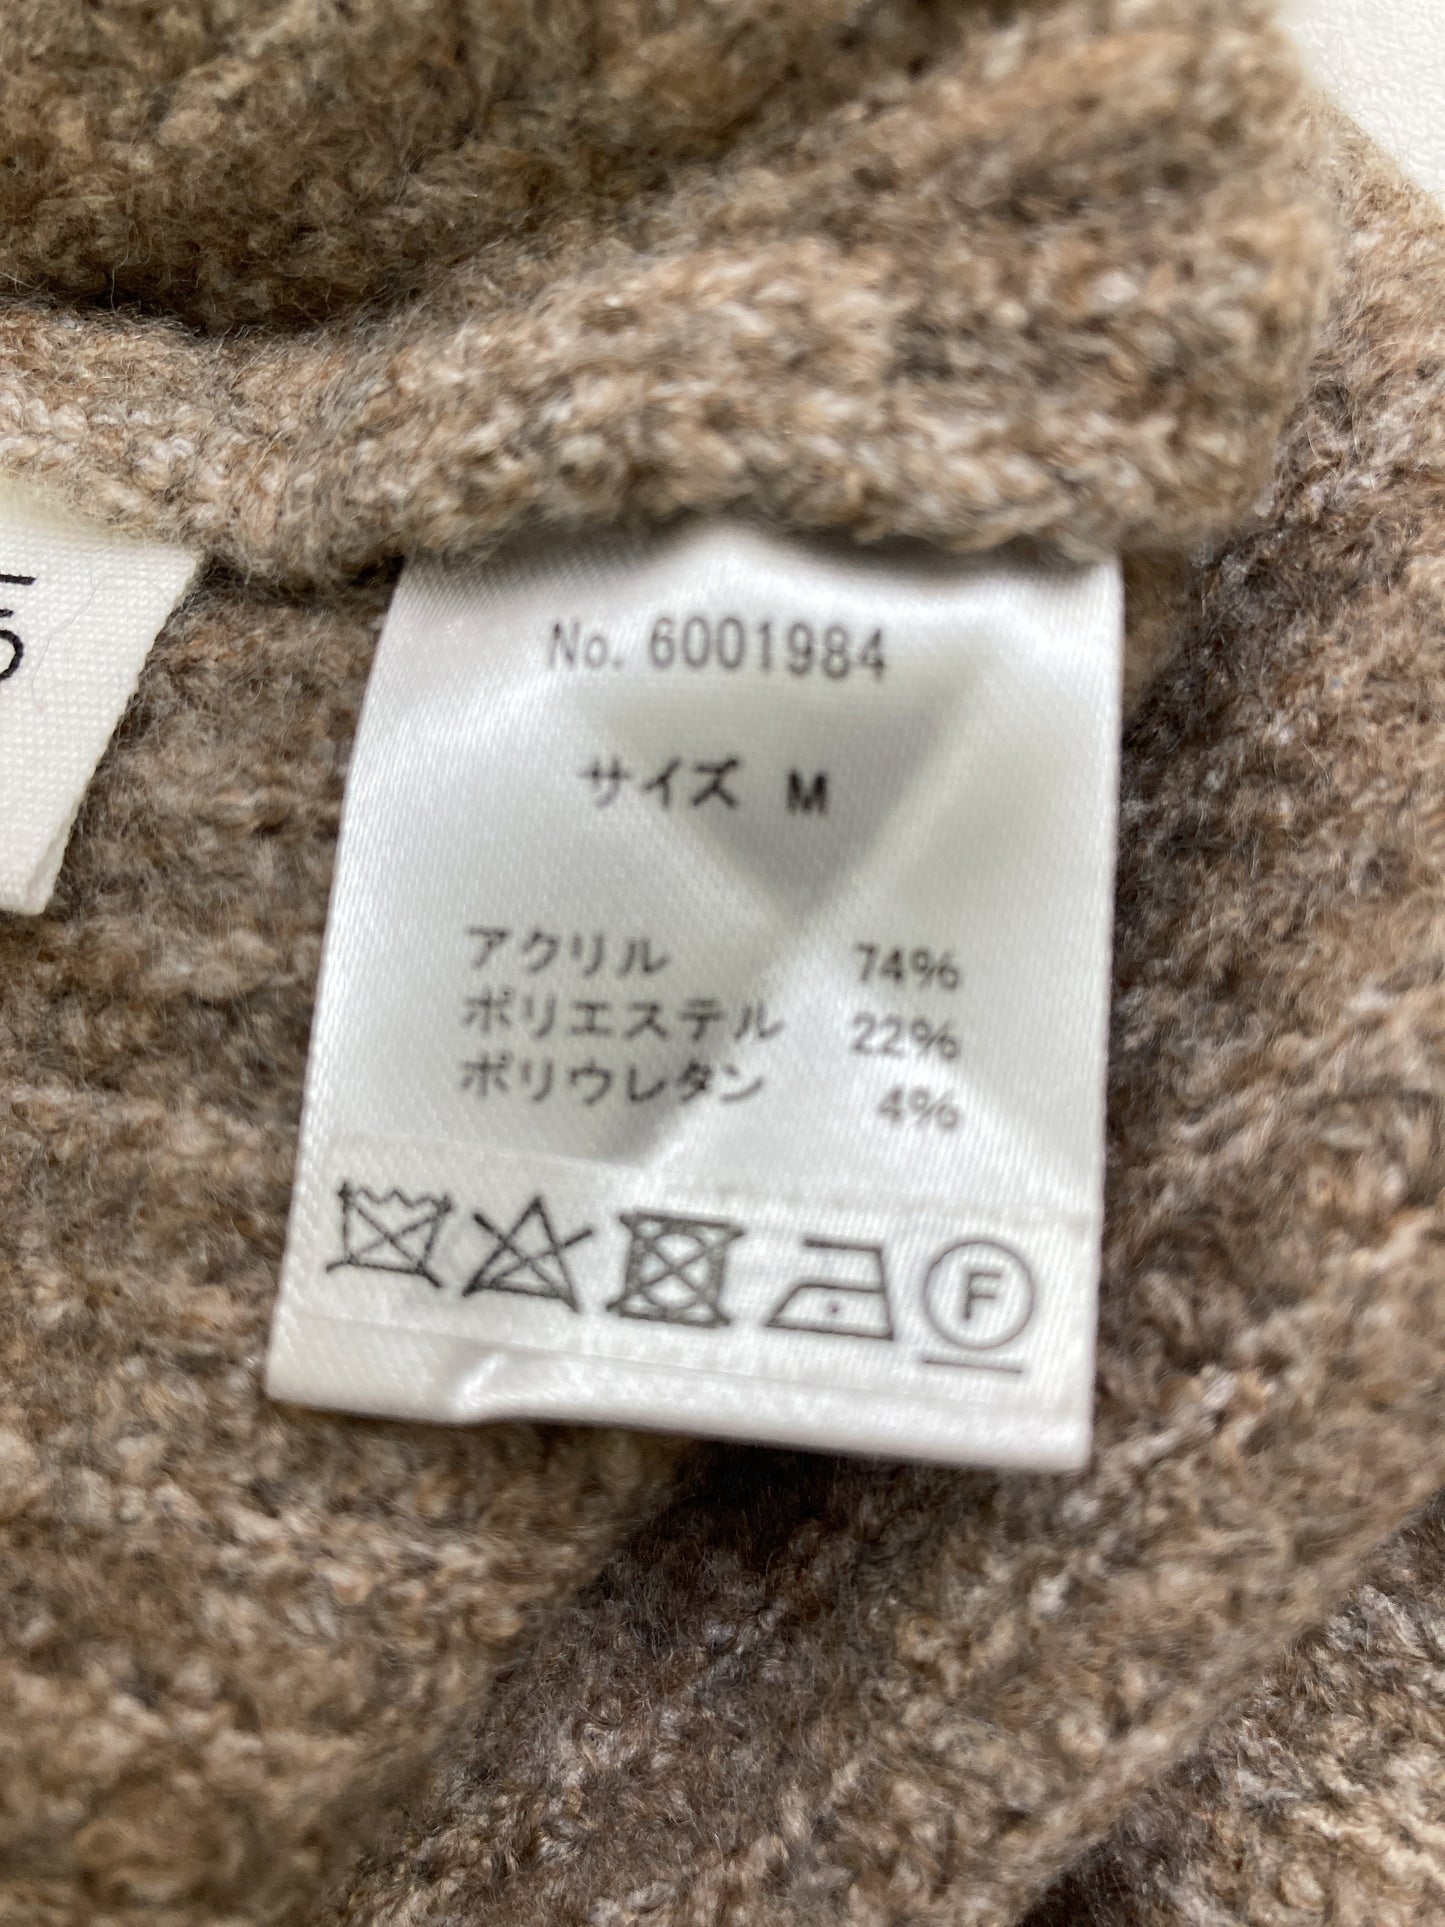 No. 6001984
サイズ M
アクリル 74%
ポリエステル 22%
ポリウレタン 4%
F